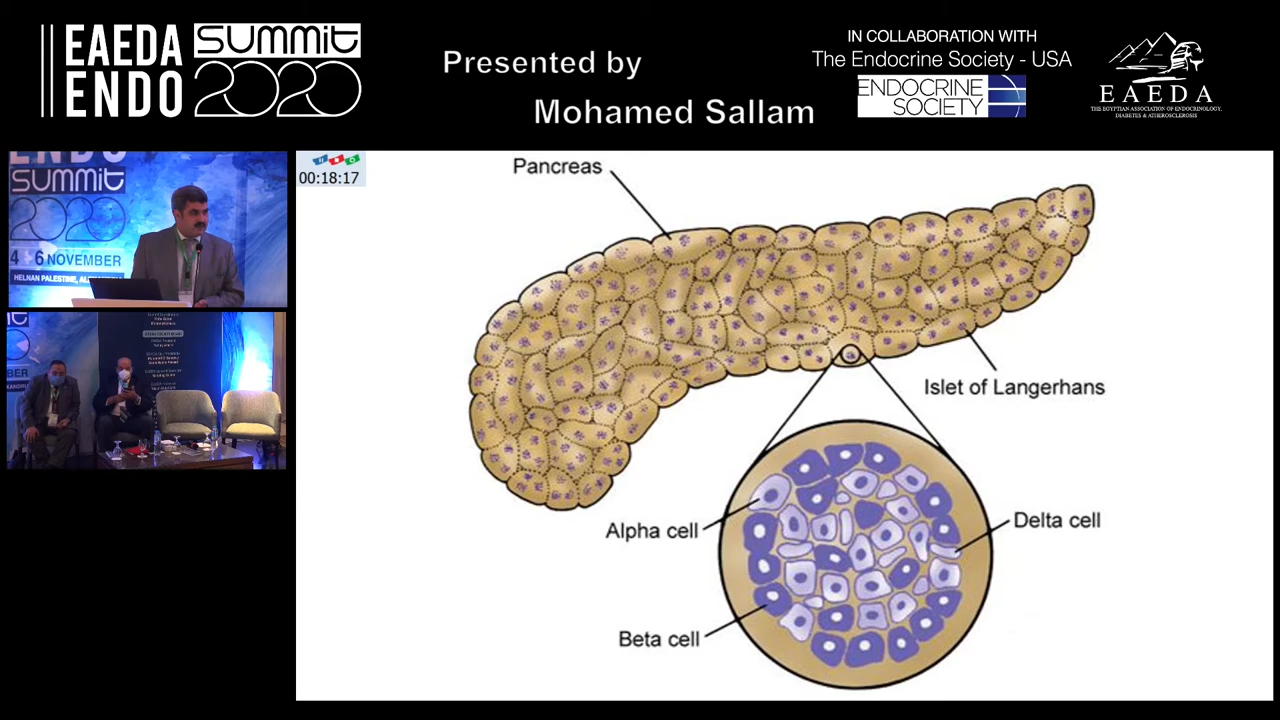 EAEDA
ENDO
summit
2020
Presented by
Mohamed Sallam
IN COLLABORATION WITH
The Endocrine Society - USA
ENDOCRINE
SOCIETY
EAEDA
THE EGYPTIAN ASSOCIATION OF ENDOCRINOLOGY,
DIABETES & ATHEROSCLEROSIS
summit
2020
4 - 6 NOVEMBER
HELNAN PALESTINE,
00:18:17
Pancreas
Islet of Langerhans
Alpha cell
Delta cell
Beta cell